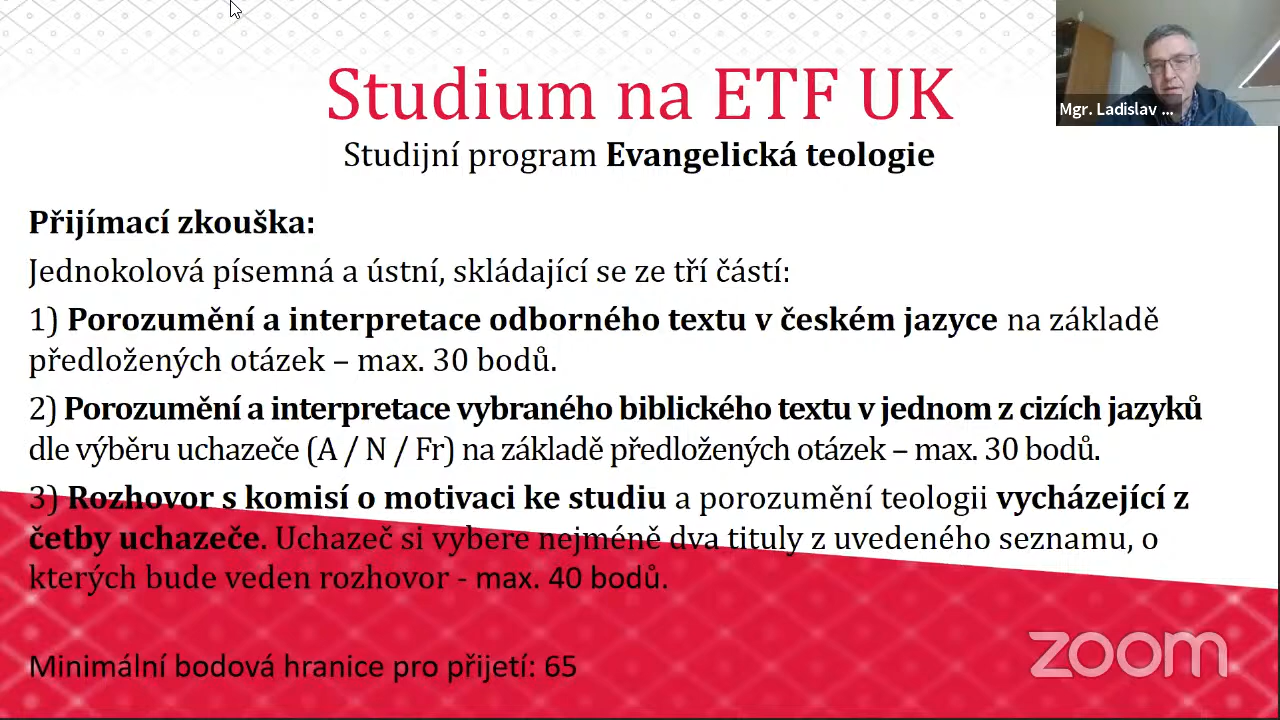 Studium na ETF UK
Mgr. Ladislav ...
Studijní program Evangelická teologie
Přijímací zkouška:
Jednokolová písemná a ústní, skládající se ze tří částí:
1) Porozumění a interpretace odborného textu v českém jazyce na základě
předložených otázek – max. 30 bodů.
2) Porozumění a interpretace vybraného biblického textu v jednom z cizích jazyků
dle výběru uchazeče (A / N / Fr) na základě předložených otázek – max. 30 bodů.
3) Rozhovor s komisí o motivaci ke studiu a porozumění teologii vycházející z
četby uchazeče. Uchazeč si vybere nejméně dva tituly z uvedeného seznamu, o
kterých bude veden rozhovor - max. 40 bodů.
Minimální bodová hranice pro přijetí: 65
zoom